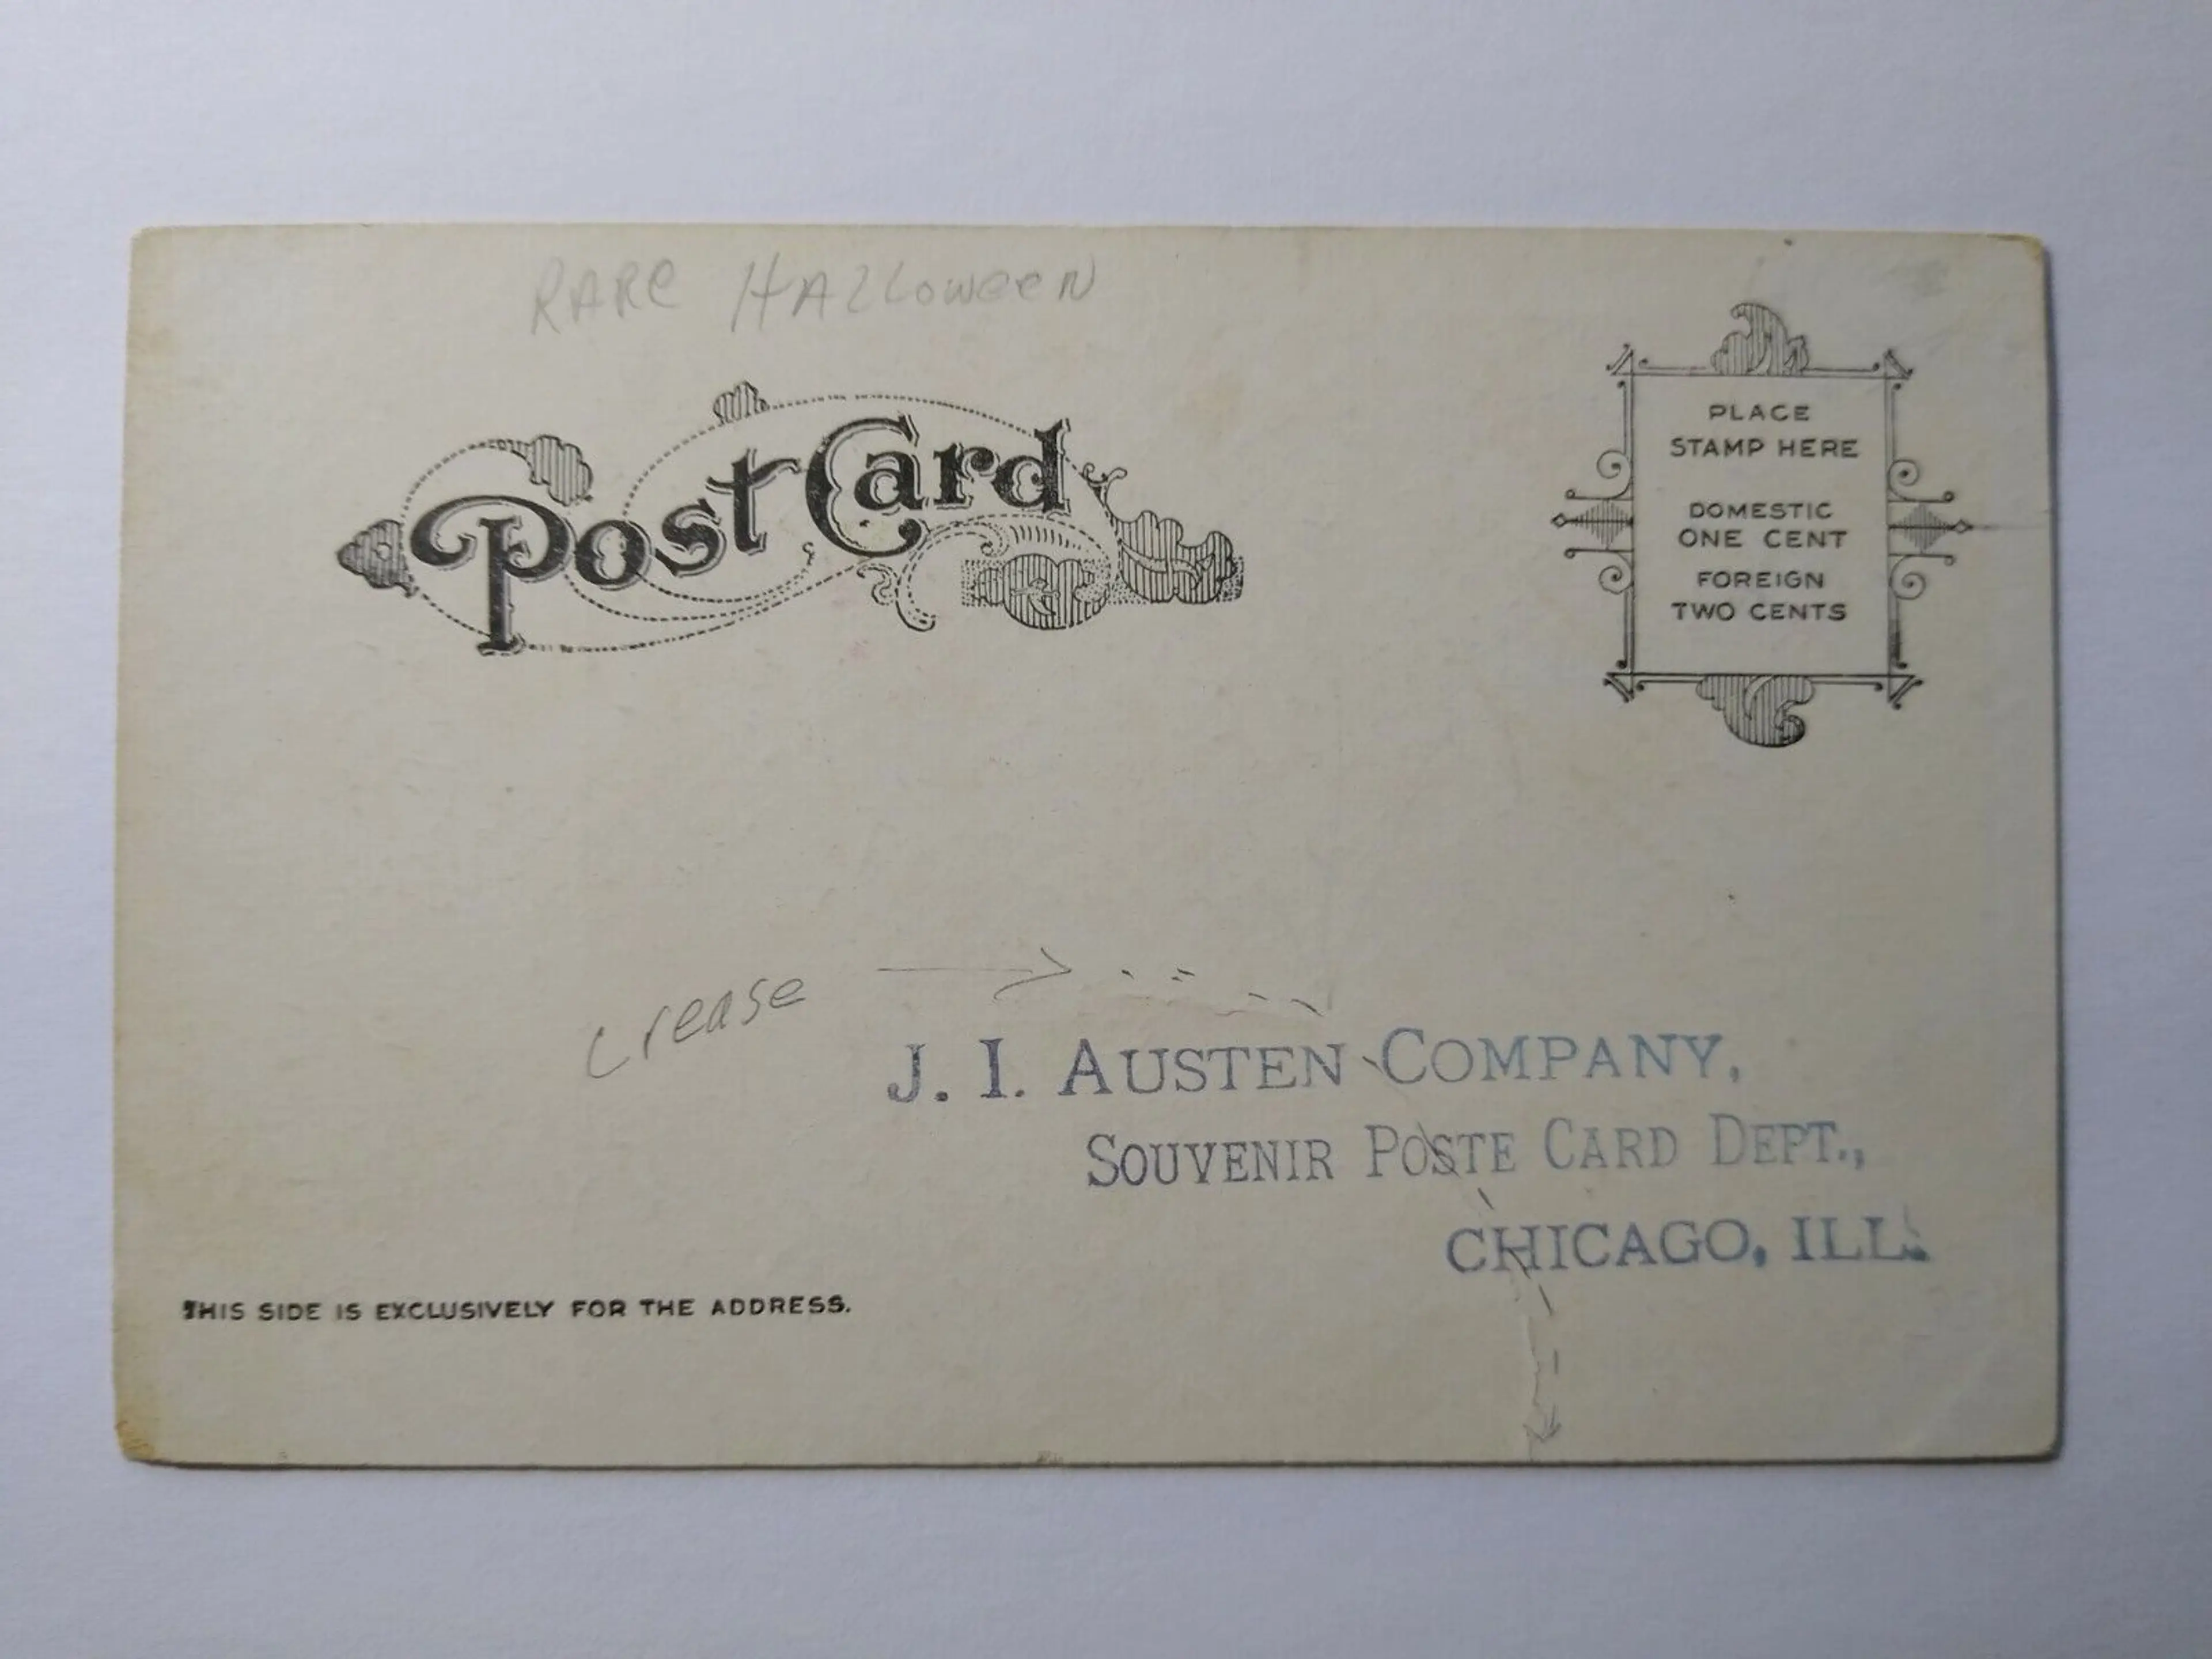 RARe HALLoweeN
Post Card
PLACE
STAMP HERE
DOMESTIC
ONE CENT
FOREIGN
TWO CENTS
crease
J. I. AUSTEN COMPANY,
SOUVENIR POSTE CARD DEPT.,
CHICAGO, ILL.
THIS SIDE IS EXCLUSIVELY FOR THE ADDRESS.